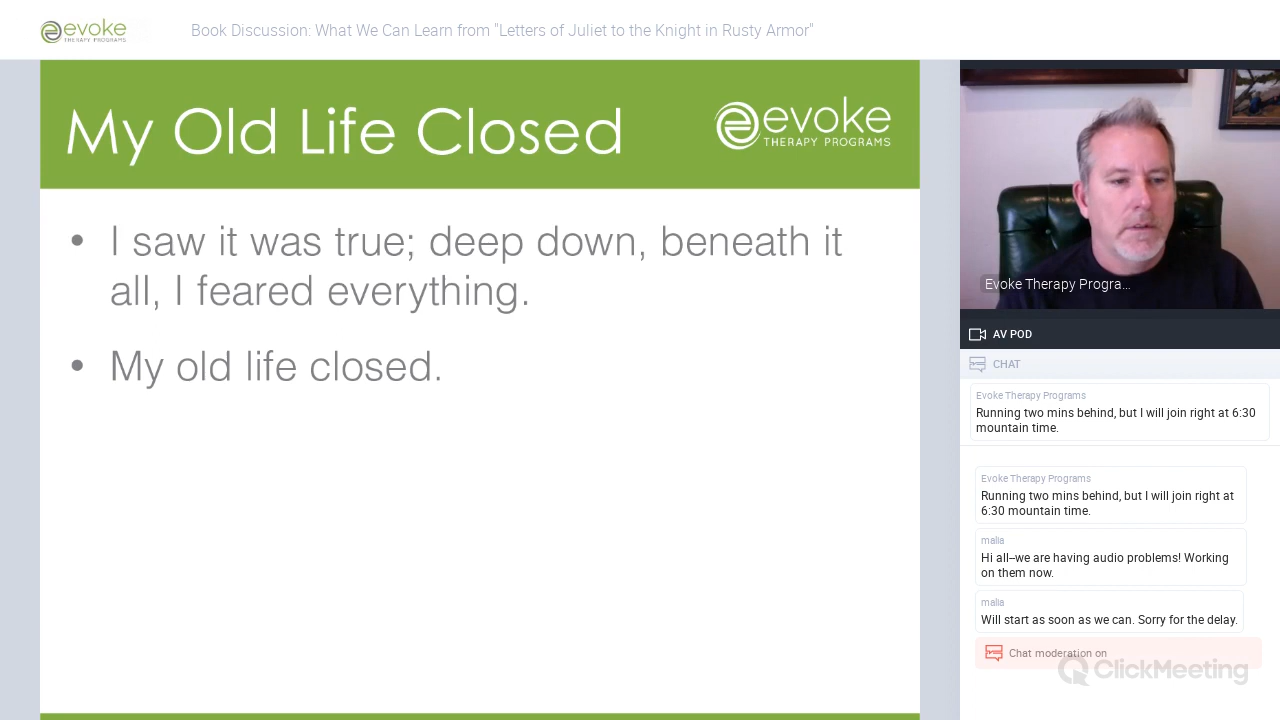 evoke
THERAPY PROGRAMS
Book Discussion: What We Can Learn from "Letters of Juliet to the Knight in Rusty Armor"
My Old Life Closed
evoke
THERAPY PROGRAMS
• I saw it was true; deep down, beneath it
all, I feared everything.
• My old life closed.
Evoke Therapy Progra...
AV POD
CHAT
Evoke Therapy Programs
Running two mins behind, but I will join right at 6:30
mountain time.
Evoke Therapy Programs
Running two mins behind, but I will join right at
6:30 mountain time.
malia
Hi all--we are having audio problems! Working
on them now.
malia
Will start as soon as we can. Sorry for the delay.
Chat moderation on
ClickMeeting